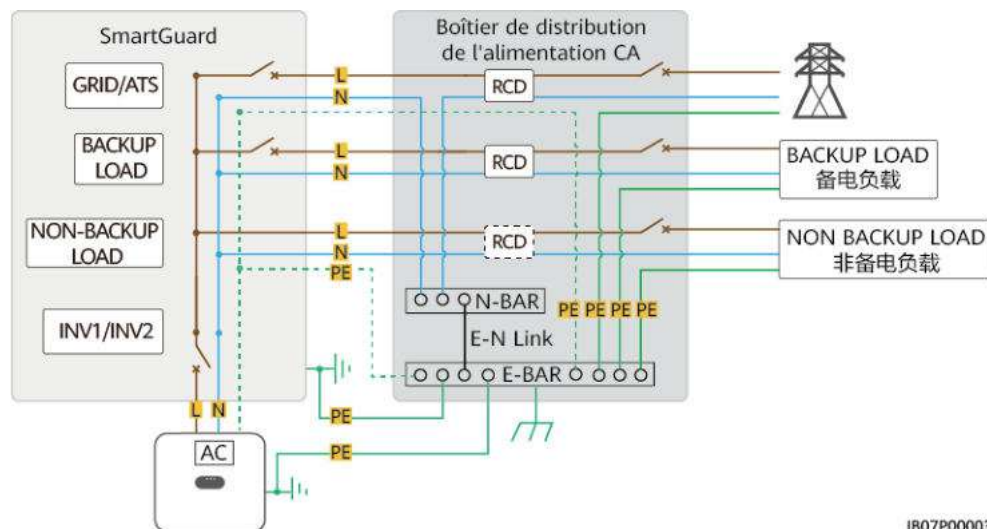 SmartGuard
Boîtier de distribution
de l'alimentation CA
GRID/ATS
L
N
RCD
BACKUP
LOAD
L
N
RCD
BACKUP LOAD
备电负载
NON-BACKUP
LOAD
L
N
PE
RCD
NON BACKUP LOAD
非备电负载
N-BAR
PE PE PE PE
INV1/INV2
E-N Link
E-BAR
L N
PE
PE
AC